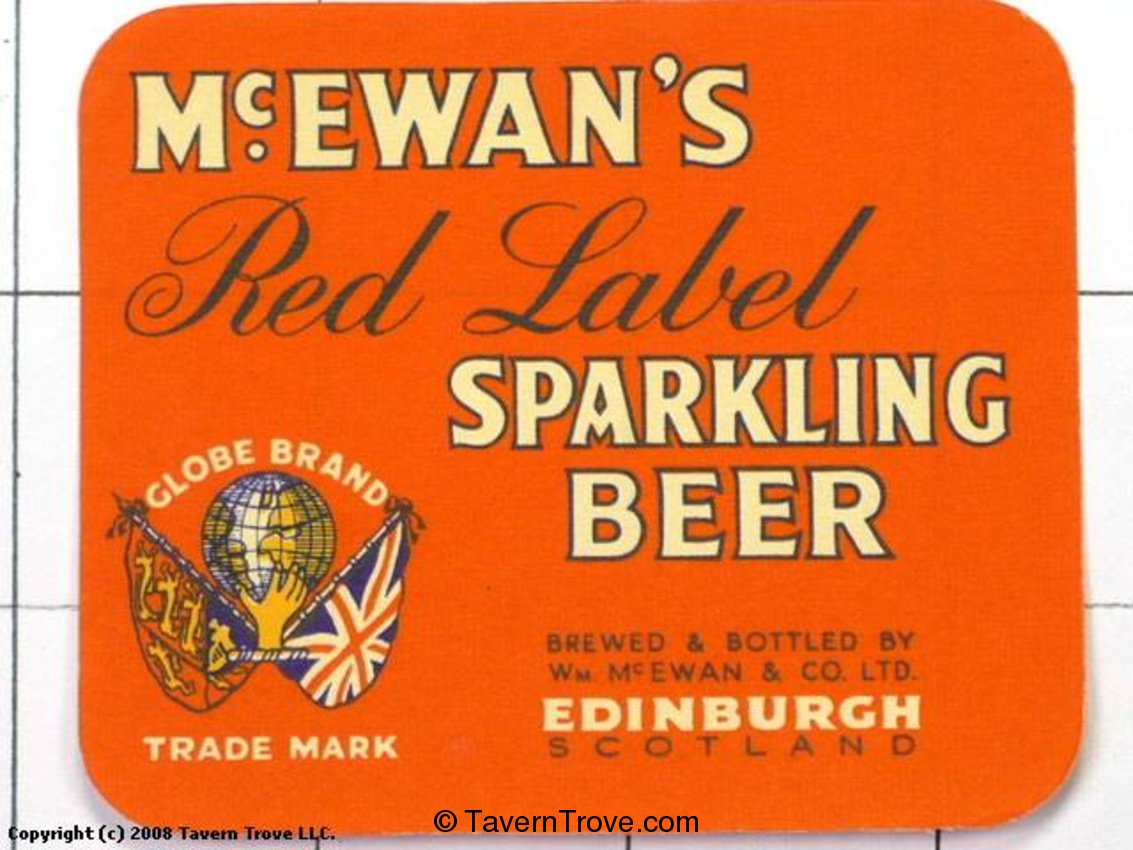 McEWAN'S
Red Label
SPARKLING
BEER
GLOBE BRAND
TRADE MARK
BREWED & BOTTLED BY
WM. McEWAN & CO. LTD.
EDINBURGH
SCOTLAND
Copyright (c) 2008 Tavern Trove LLC.
© TavernTrove.com